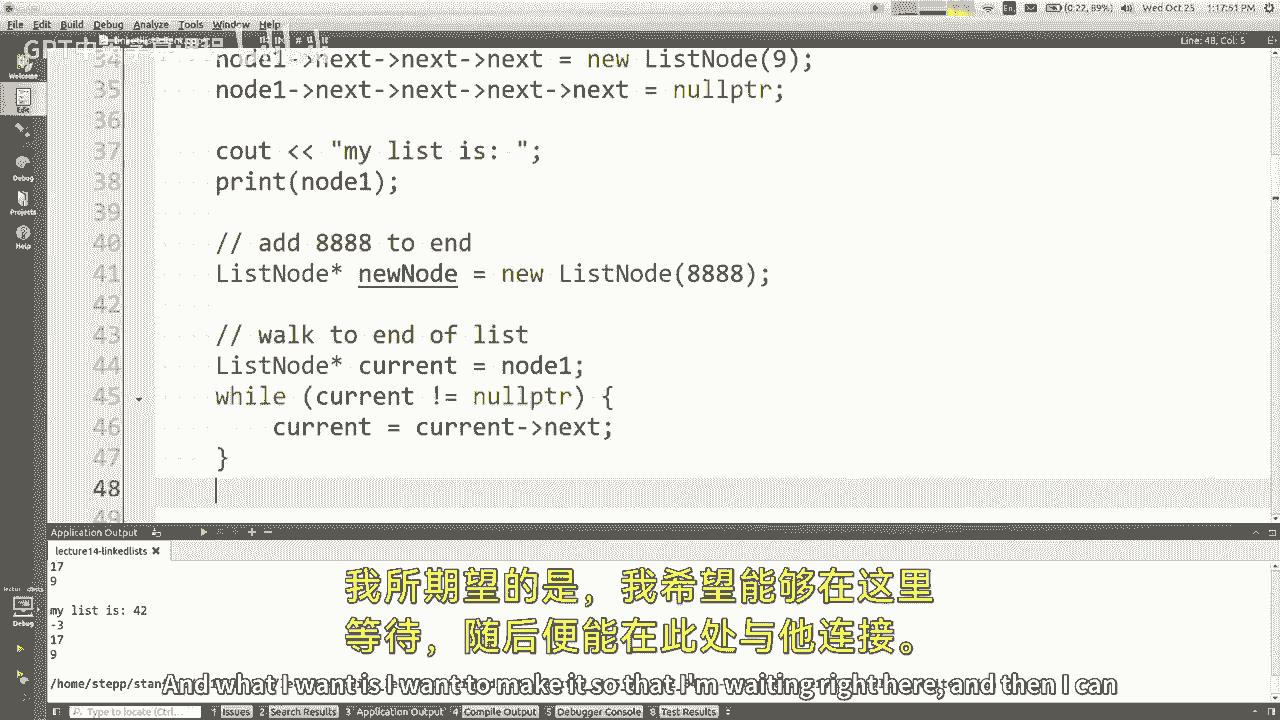 File Edit Build Debug Analyze Tools Window Help
(0:22, 89%) Wed Oct 25 1:17:51 PM
GPT中英字幕课程
Line: 48, Col: 5
Welcome
Edit
Debug
Projects
Help
34 node1->next->next->next = new ListNode(9);
35 node1->next->next->next->next = nullptr;
36
37 cout << "my list is: ";
38 print(node1);
39
40 // add 8888 to end
41 ListNode* newNode = new ListNode(8888);
42
43 // walk to end of list
44 ListNode* current = node1;
45 while (current != nullptr) {
46 current = current->next;
47 }
48
49
Application Output
lecture14-linkedlists
17
9
my list is: 42
-3
17
9
Debug
我所期望的是，我希望能够在这里
等待，随后便能在此处与他连接。
/home/stepp/stan
And what I want is I want to make it so that I'm waiting right here, and then I can
Type to locate (Ctrl... 1 Issues 2 Search Results 3 Application Output 4 Compile Output 5 Debugger Console 8 Test Results